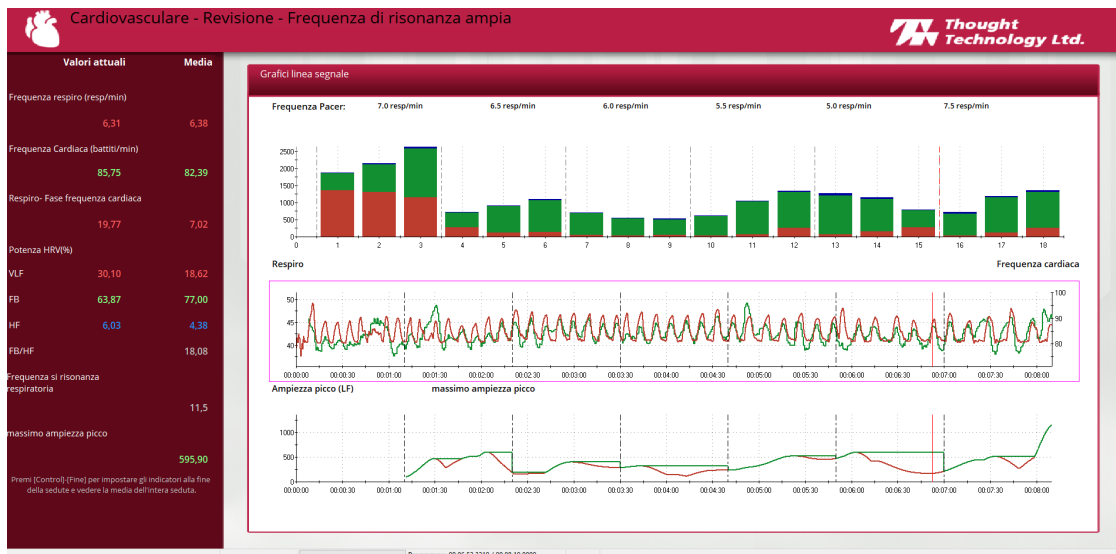 Cardiovasculare - Revisione - Frequenza di risonanza ampia
Thought
Technology Ltd.
Valori attuali Media
Frequenza respiro (resp/min)
6,31 6,38
Frequenza Cardiaca (battiti/min)
85,75 82,39
Respiro- Fase frequenza cardiaca
19,77 7,02
Potenza HRV(%)
VLF 30,10 18,62
FB 63,87 77,00
HF 6,03 4,38
FB/HF 18,08
Frequenza si risonanza
respiratoria
11,5
massimo ampiezza picco
595,90
Premi [Control]-[Fine] per impostare gli indicatori alla fine
della sedute e vedere la media dell'intera seduta.
Grafici linea segnale
Frequenza Pacer: 7.0 resp/min 6.5 resp/min 6.0 resp/min 5.5 resp/min 5.0 resp/min 7.5 resp/min
2500
2000
1500
1000
500
0
0 1 2 3 4 5 6 7 8 9 10 11 12 13 14 15 16 17 18
Respiro Frequenza cardiaca
50 100
45 90
40 80
00:00:00 00:00:30 00:01:00 00:01:30 00:02:00 00:02:30 00:03:00 00:03:30 00:04:00 00:04:30 00:05:00 00:05:30 00:06:00 00:06:30 00:07:00 00:07:30 00:08:00
Ampiezza picco (LF) massimo ampiezza picco
1000
500
0
00:00:00 00:00:30 00:01:00 00:01:30 00:02:00 00:02:30 00:03:00 00:03:30 00:04:00 00:04:30 00:05:00 00:05:30 00:06:00 00:06:30 00:07:00 00:07:30 00:08:00